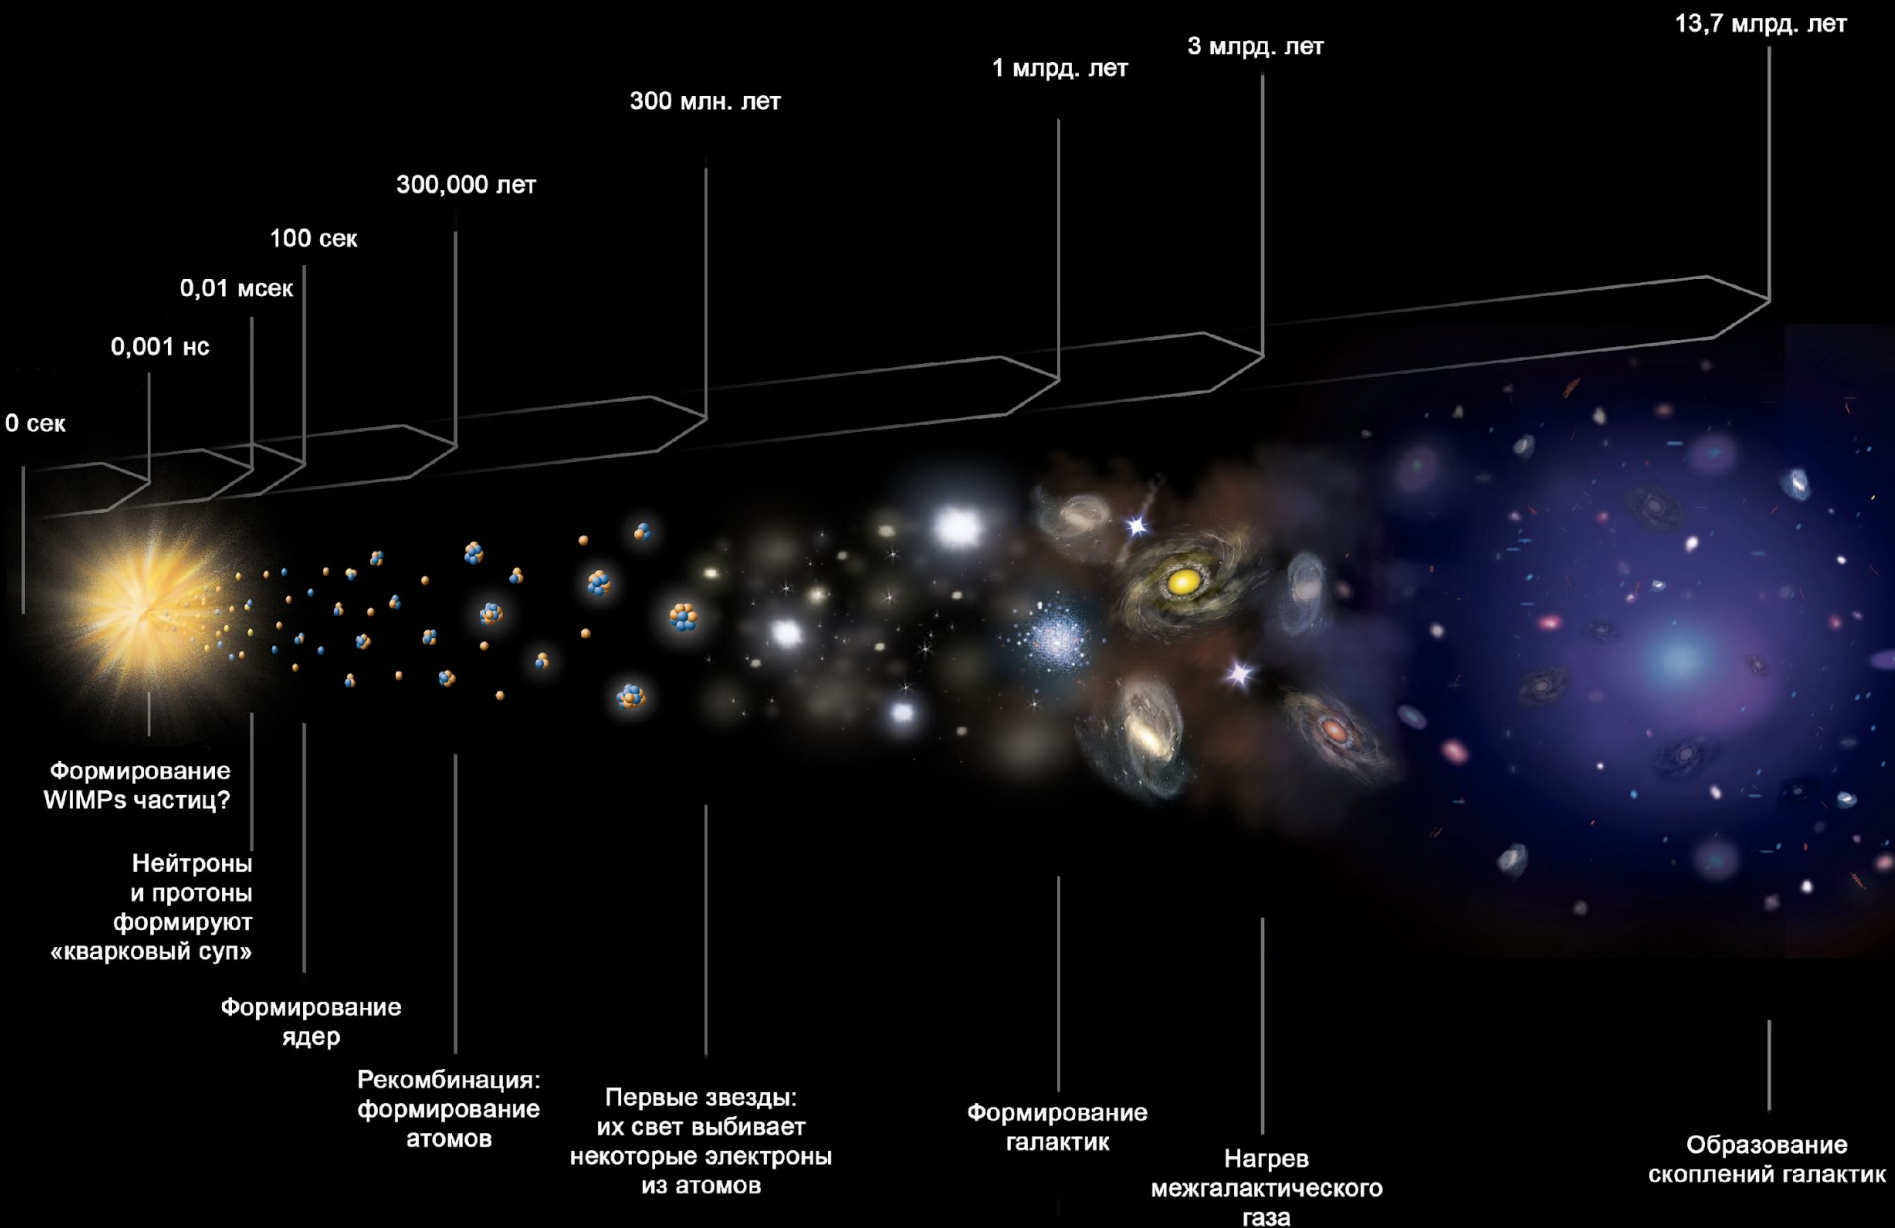 0 сек
0,001 нс
0,01 мсек
100 сек
300,000 лет
300 млн. лет
1 млрд. лет
3 млрд. лет
13,7 млрд. лет
Формирование
WIMPs частиц?
Нейтроны
и протоны
формируют
«кварковый суп»
Формирование
ядер
Рекомбинация:
формирование
атомов
Первые звезды:
их свет выбивает
некоторые электроны
из атомов
Формирование
галактик
Нагрев
межгалактического
газа
Образование
скоплений галактик